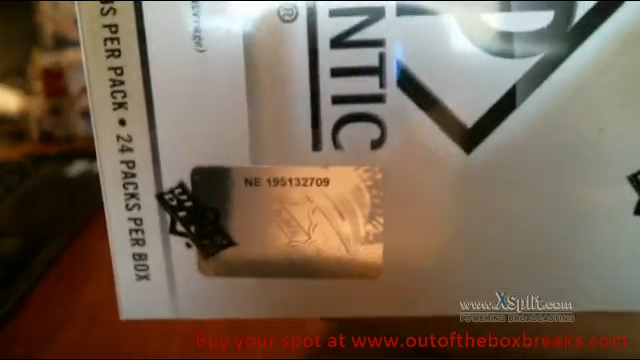 PER PACK • 24 PACKS PER BOX
®
NTIC
NE 195132709
www.XSplit.com
POWERING BROADCASTING
Buy your spot at www.outoftheboxbreaks.com